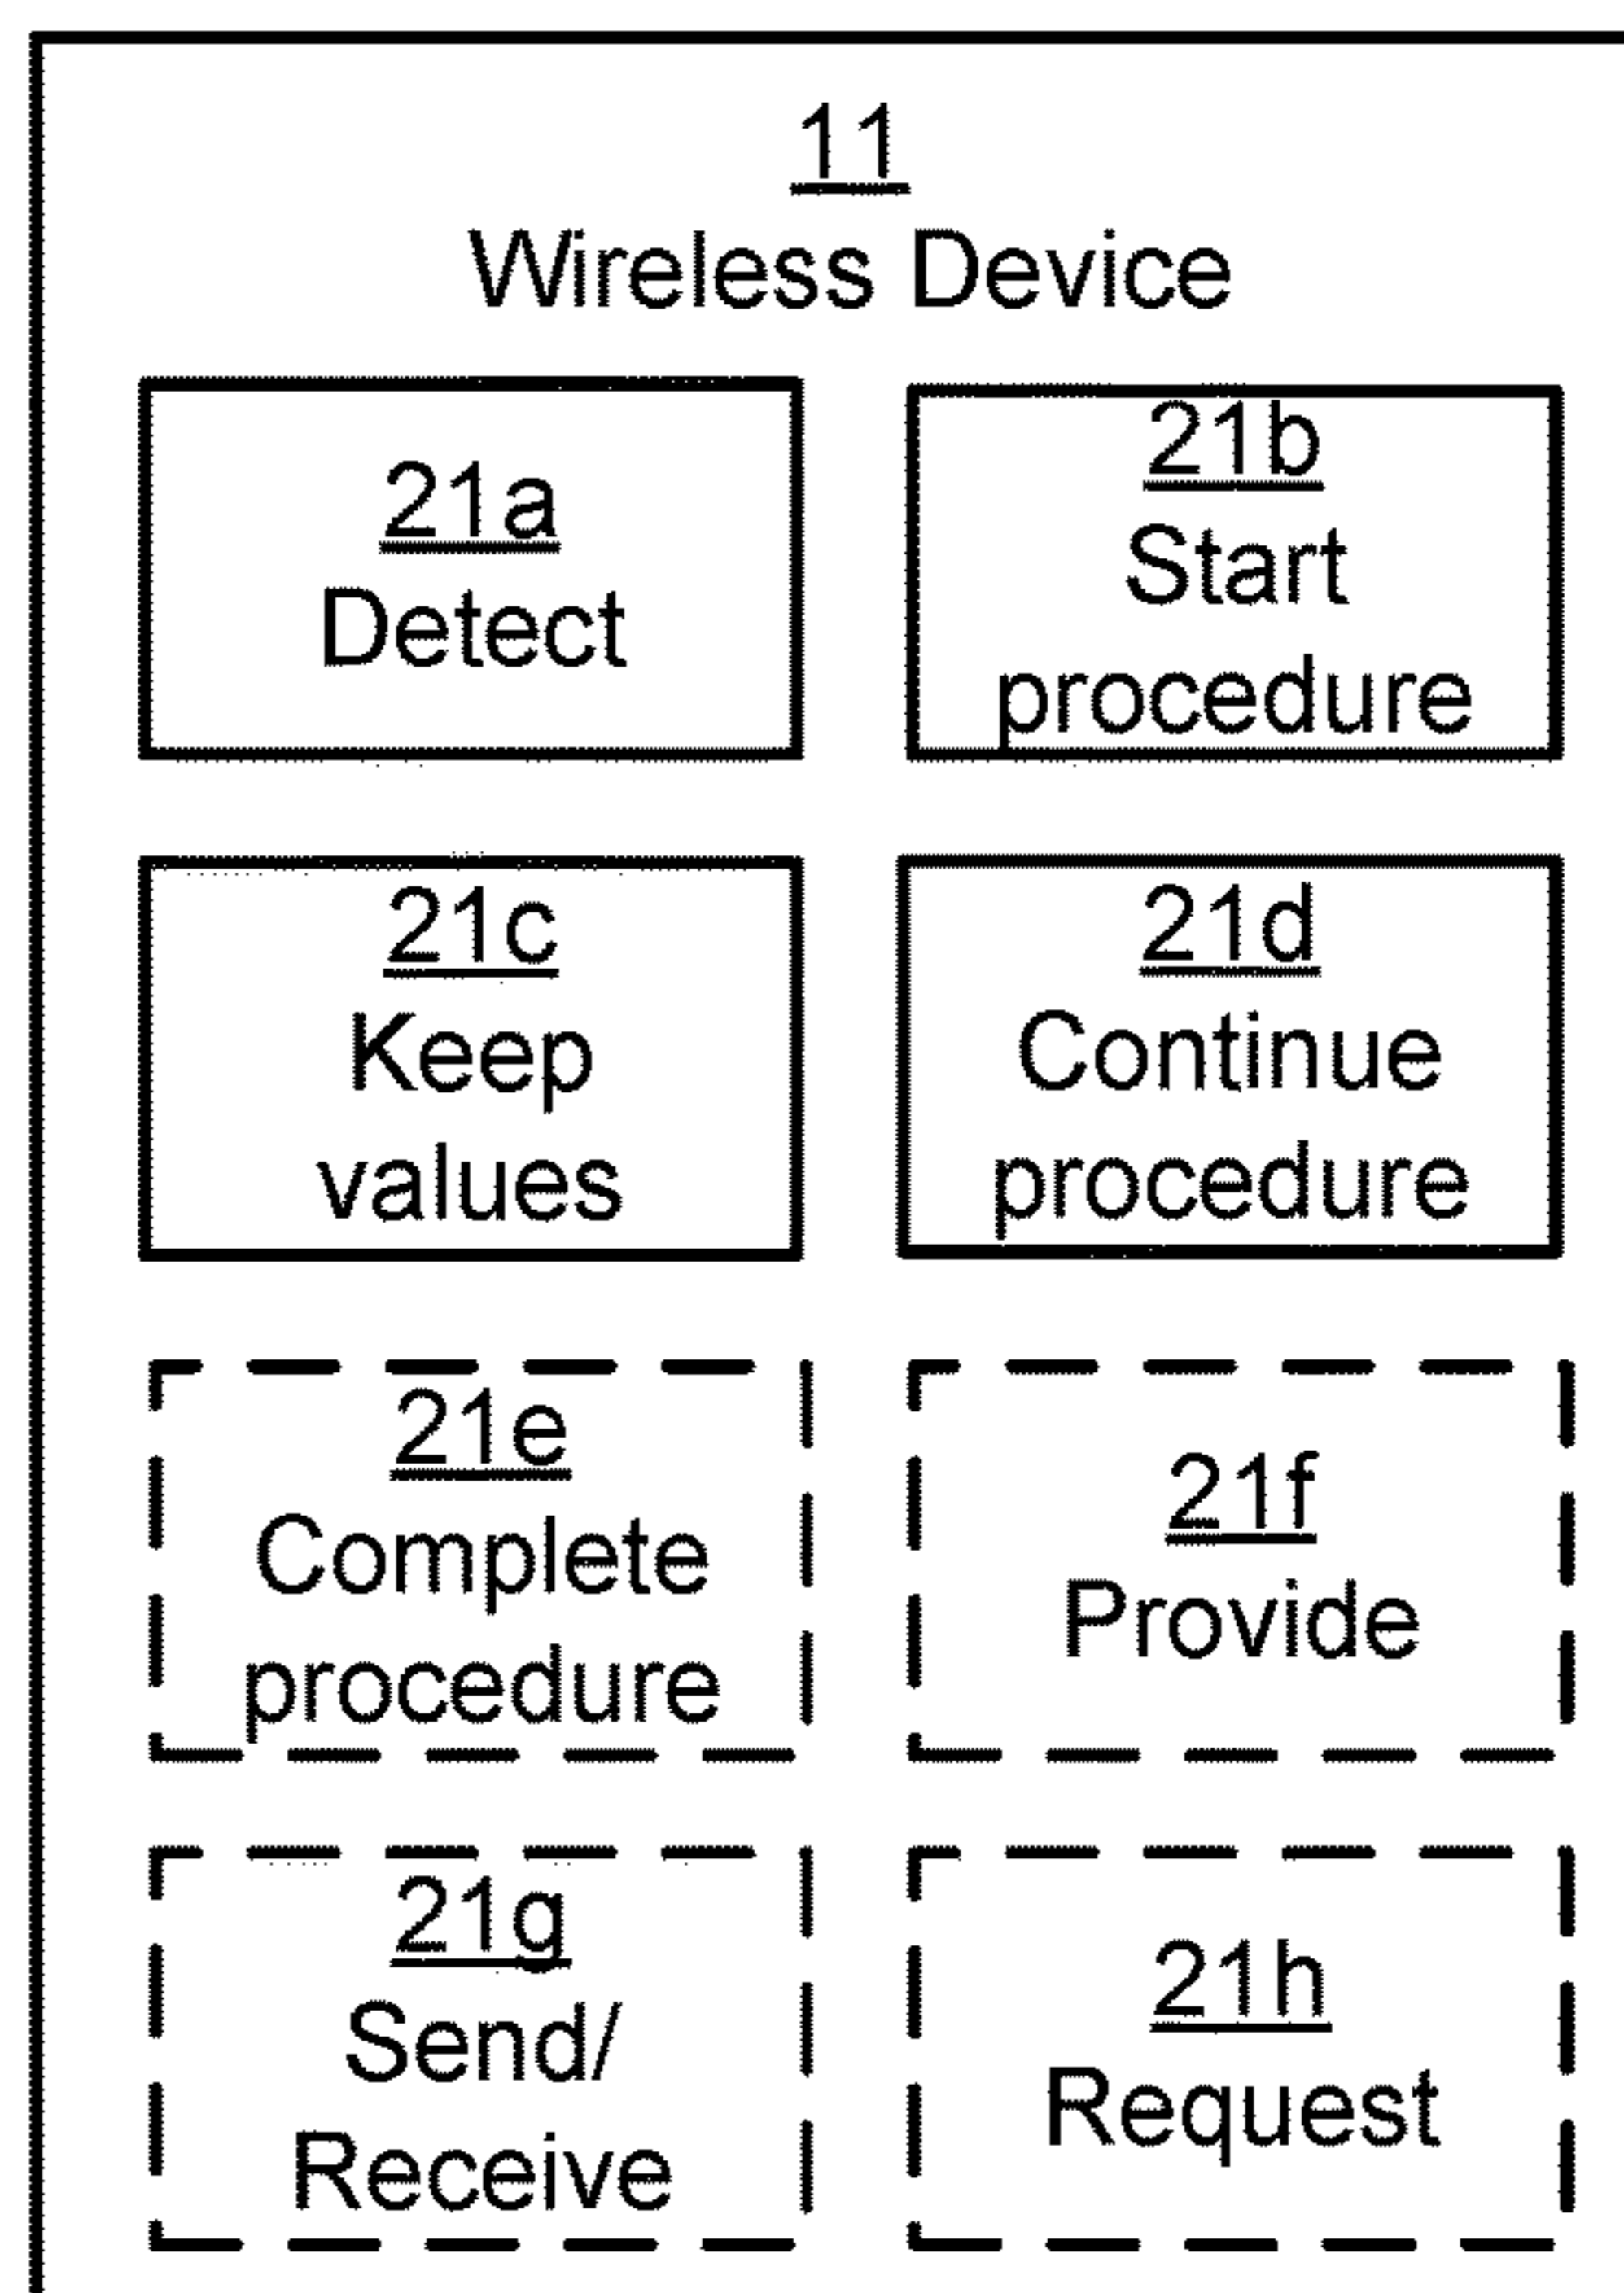 11
Wireless Device
21a
Detect
21b
Start
procedure
21c
Keep
values
21d
Continue
procedure
21e
Complete
procedure
21f
Provide
21g
Send/
Receive
21h
Request